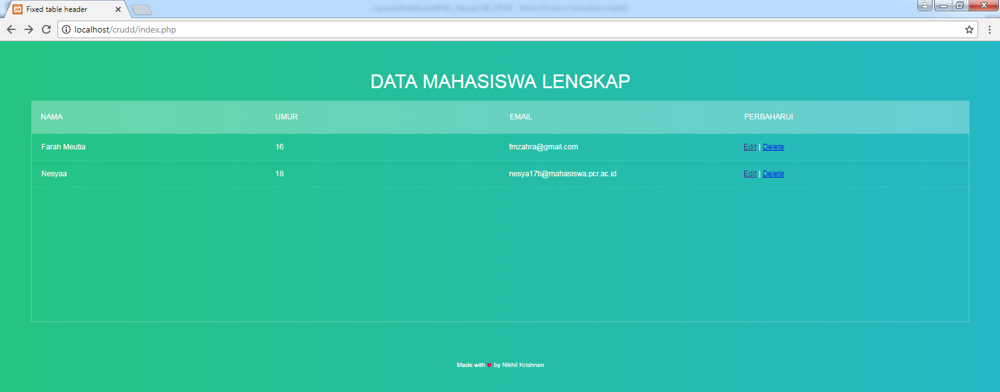 Fixed table header
localhost/crudd/index.php
DATA MAHASISWA LENGKAP
NAMA UMUR EMAIL PERBAHARUI
Farah Meutia 16 fmzahra@gmail.com Edit | Delete
Nesyaa 18 nesya17ti@mahasiswa.pcr.ac.id Edit | Delete
Made with ♥ by Nikhil Krishnan